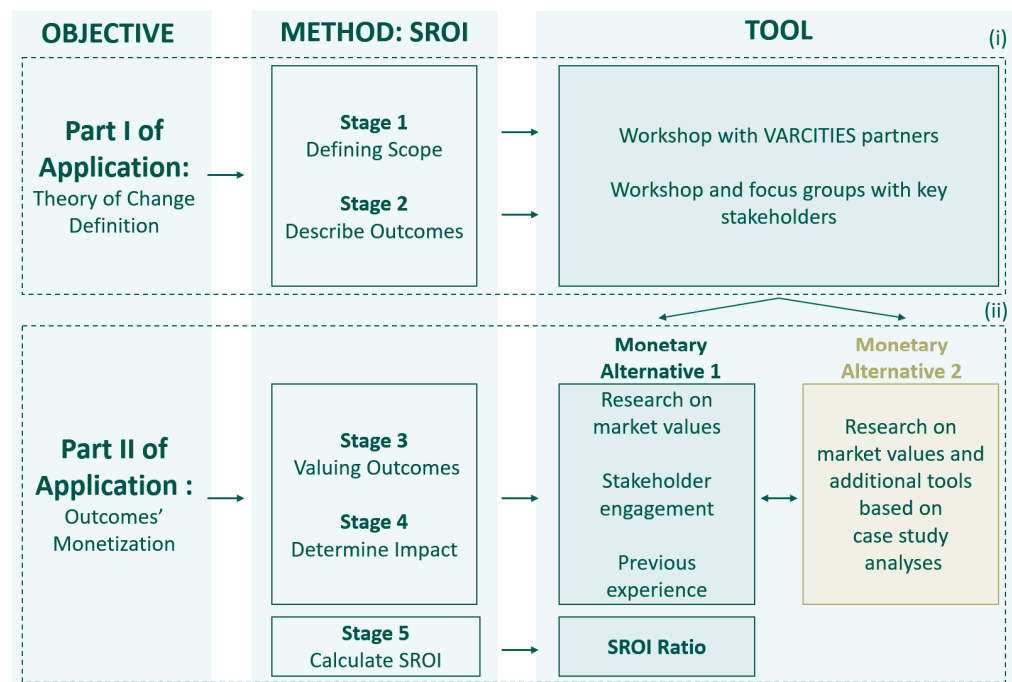 OBJECTIVE
METHOD: SROI
TOOL
(i)
Part I of
Application:
Theory of Change
Definition
Stage 1
Defining Scope
Stage 2
Describe Outcomes
Workshop with VARCITIES partners
Workshop and focus groups with key
stakeholders
(ii)
Part II of
Application :
Outcomes’
Monetization
Stage 3
Valuing Outcomes
Stage 4
Determine Impact
Monetary
Alternative 1
Research on
market values
Stakeholder
engagement
Previous
experience
Monetary
Alternative 2
Research on
market values and
additional tools
based on
case study
analyses
Stage 5
Calculate SROI
SROI Ratio